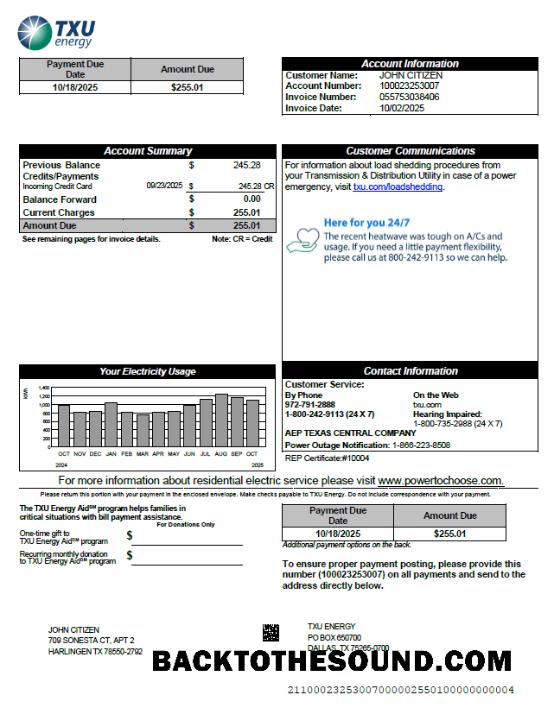 TXU
energy
Payment Due Date Amount Due
10/18/2025 $255.01
Account Information
Customer Name: JOHN CITIZEN
Account Number: 100023253007
Invoice Number: 055753038406
Invoice Date: 10/02/2025
Account Summary
Previous Balance $ 245.28
Credits/Payments
Incoming Credit Card 09/23/2025 $ 245.28 CR
Balance Forward $ 0.00
Current Charges $ 255.01
Amount Due $ 255.01
See remaining pages for invoice details. Note: CR = Credit
Customer Communications
For information about load shedding procedures from
your Transmission & Distribution Utility in case of a power
emergency, visit txu.com/loadshedding.
Here for you 24/7
The recent heatwave was tough on A/Cs and
usage. If you need a little payment flexibility,
please call us at 800-242-9113 so we can help.
Your Electricity Usage
kWh
1,400
1,200
1,000
800
600
400
200
0
OCT NOV DEC JAN FEB MAR APR MAY JUN JUL AUG SEP OCT
2024 2025
Contact Information
Customer Service:
By Phone On the Web
972-791-2888 txu.com
1-800-242-9113 (24 X 7) Hearing Impaired:
1-800-735-2988 (24 X 7)
AEP TEXAS CENTRAL COMPANY
Power Outage Notification: 1-866-223-8508
REP Certificate:#10004
For more information about residential electric service please visit www.powertochoose.com.
Please return this portion with your payment in the enclosed envelope. Make checks payable to TXU Energy. Do not include correspondence with your payment.
The TXU Energy Aid℠ program helps families in
critical situations with bill payment assistance.
For Donations Only
One-time gift to
TXU Energy Aid℠ program $
Recurring monthly donation
to TXU Energy Aid℠ program $
Payment Due Date Amount Due
10/18/2025 $255.01
Additional payment options on the back.
To ensure proper payment posting, please provide this
number (100023253007) on all payments and send to the
address directly below.
JOHN CITIZEN
709 SONESTA CT, APT 2
HARLINGEN TX 78550-2792
TXU ENERGY
PO BOX 650700
DALLAS, TX 75265-0700
BACKTOTHESOUND.COM
211000232530070000025501000000000​04